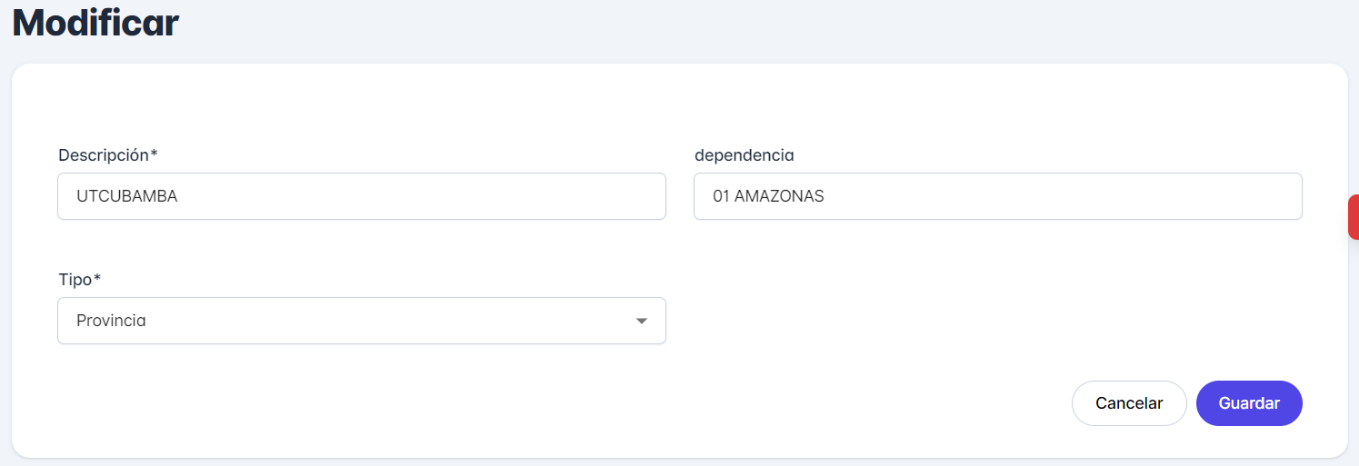 Modificar
Descripción*
dependencia
UTCUBAMBA
01 AMAZONAS
Tipo*
Provincia
Cancelar
Guardar